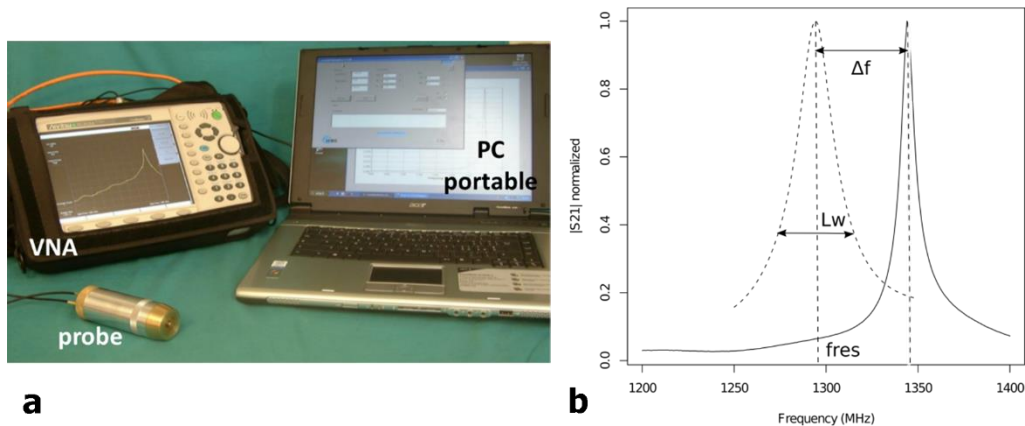 VNA
probe
PC
portable
acer
a
1.0
0.8
0.6
0.4
0.2
0.0
|S21| normalized
Δf
Lw
fres
1200
1250
1300
1350
1400
Frequency (MHz)
b